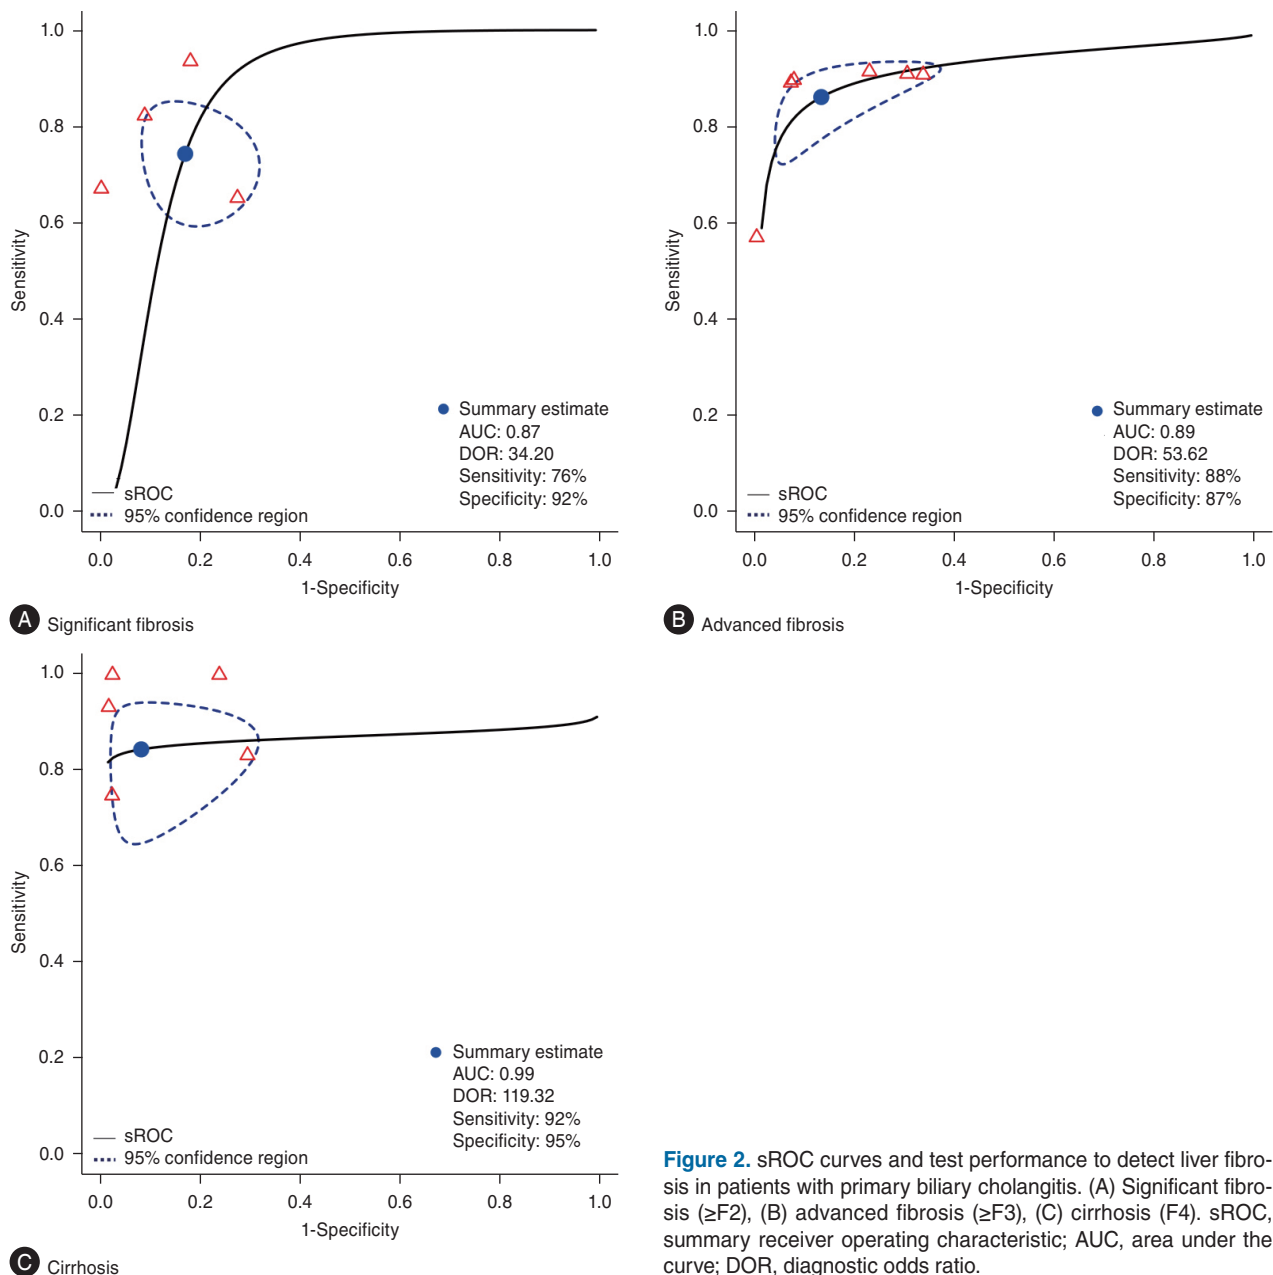 1.0
0.8
0.6
0.4
0.2
0.0
Sensitivity
Summary estimate
AUC: 0.87
DOR: 34.20
Sensitivity: 76%
Specificity: 92%
sROC
95% confidence region
0.0 0.2 0.4 0.6 0.8 1.0
1-Specificity
A Significant fibrosis
1.0
0.8
0.6
0.4
0.2
0.0
Sensitivity
Summary estimate
AUC: 0.89
DOR: 53.62
Sensitivity: 88%
Specificity: 87%
sROC
95% confidence region
0.0 0.2 0.4 0.6 0.8 1.0
1-Specificity
B Advanced fibrosis
1.0
0.8
0.6
0.4
0.2
0.0
Sensitivity
Summary estimate
AUC: 0.99
DOR: 119.32
Sensitivity: 92%
Specificity: 95%
sROC
95% confidence region
0.0 0.2 0.4 0.6 0.8 1.0
1-Specificity
C Cirrhosis
Figure 2. sROC curves and test performance to detect liver fibro-
sis in patients with primary biliary cholangitis. (A) Significant fibro-
sis (≥F2), (B) advanced fibrosis (≥F3), (C) cirrhosis (F4). sROC,
summary receiver operating characteristic; AUC, area under the
curve; DOR, diagnostic odds ratio.